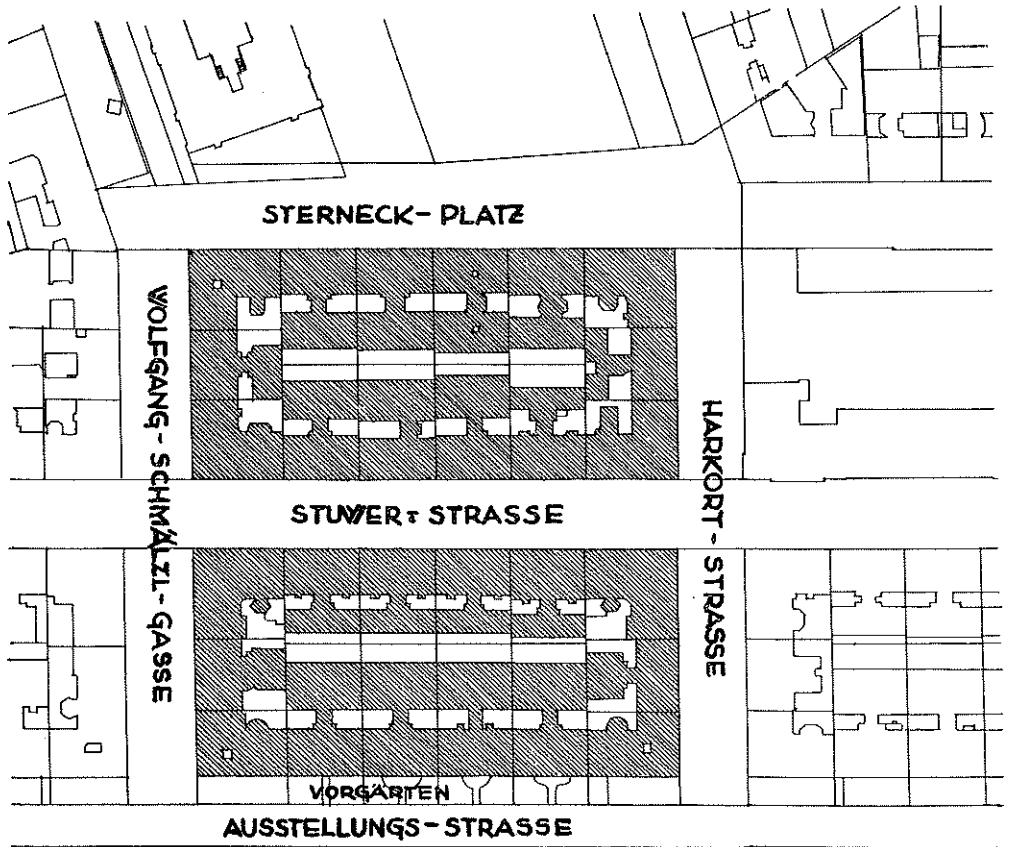 STERNECK-PLATZ
WOLFGANG-SCHMÄLZL-GASSE
HARKORT-STRASSE
STUWER-STRASSE
VORGÄRTEN
AUSSTELLUNGS-STRASSE